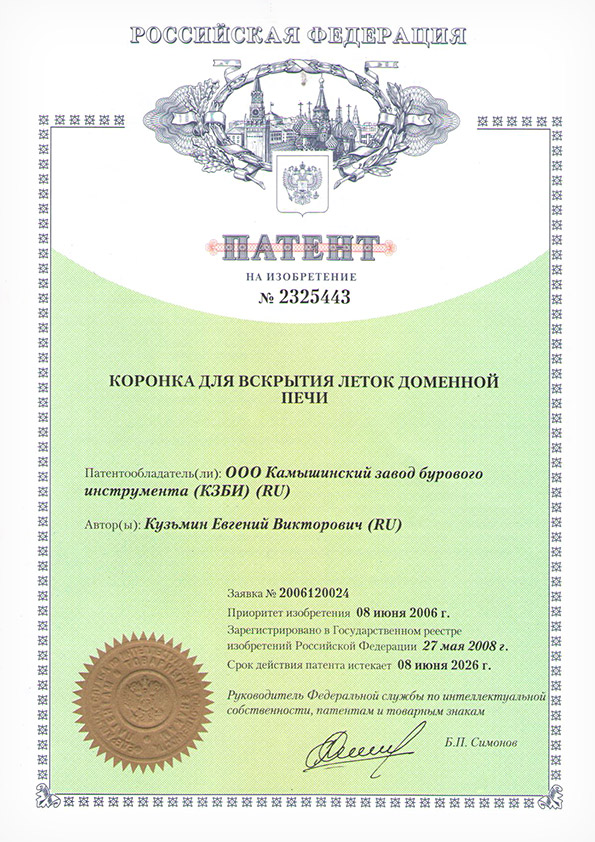 РОССИЙСКАЯ ФЕДЕРАЦИЯ
ПАТЕНТ
НА ИЗОБРЕТЕНИЕ
№ 2325443
КОРОНКА ДЛЯ ВСКРЫТИЯ ЛЕТОК ДОМЕННОЙ
ПЕЧИ
Патентообладатель(ли): ООО Камышинский завод бурового
инструмента (КЗБИ) (RU)
Автор(ы): Кузьмин Евгений Викторович (RU)
Заявка № 2006120024
Приоритет изобретения 08 июня 2006 г.
Зарегистрировано в Государственном реестре
изобретений Российской Федерации 27 мая 2008 г.
Срок действия патента истекает 08 июня 2026 г.
Руководитель Федеральной службы по интеллектуальной
собственности, патентам и товарным знакам
Б.П. Симонов